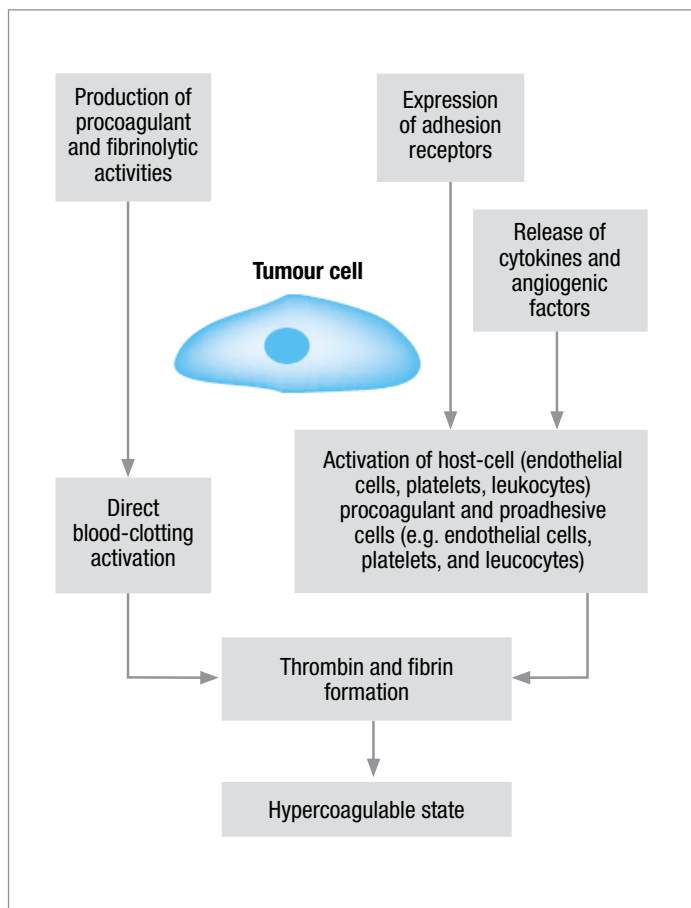 Production of
procoagulant
and fibrinolytic
activities
Expression
of adhesion
receptors
Release of
cytokines and
angiogenic
factors
Tumour cell
Activation of host-cell (endothelial
cells, platelets, leukocytes)
procoagulant and proadhesive
cells (e.g. endothelial cells,
platelets, and leucocytes)
Direct
blood-clotting
activation
Thrombin and fibrin
formation
Hypercoagulable state